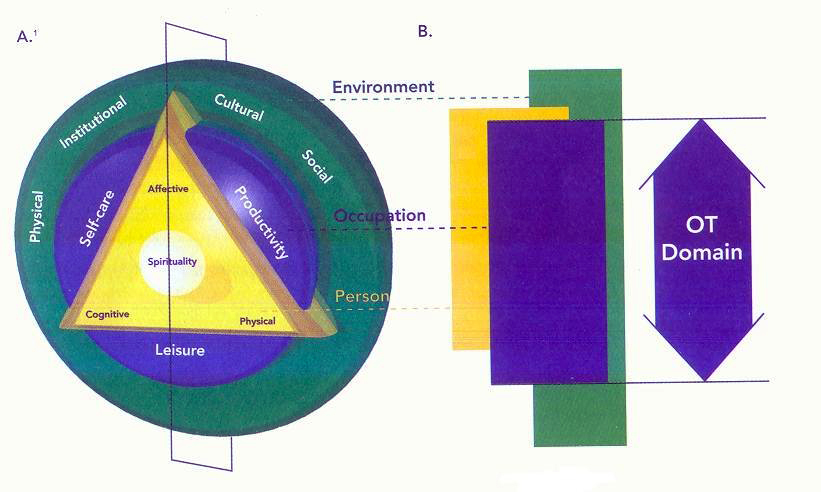 A.¹
B.
Environment
Institutional
Cultural
Social
Physical
Self-care
Affective
Productivity
Occupation
OT
Domain
Spirituality
Person
Cognitive
Physical
Leisure